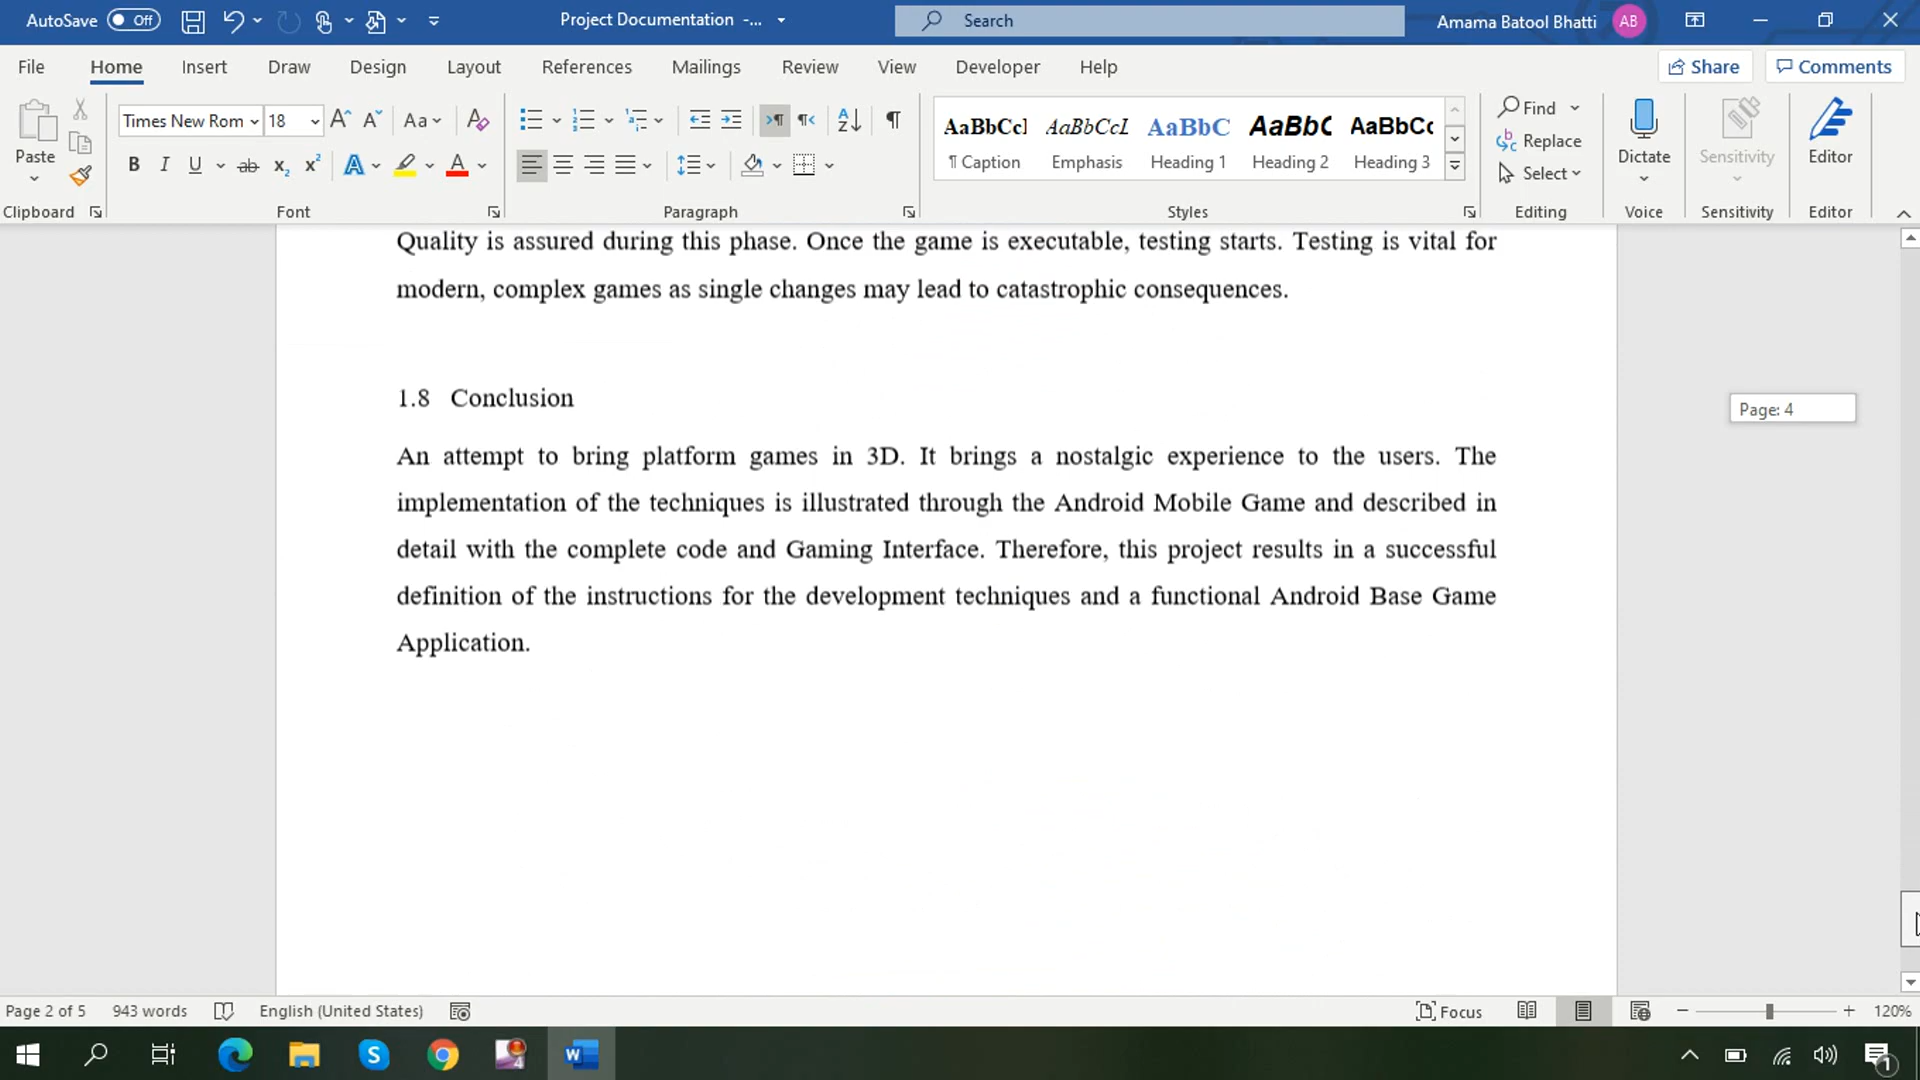 AutoSave Off Project Documentation -... Search Amama Batool Bhatti AB
File Home Insert Draw Design Layout References Mailings Review View Developer Help Share Comments
Paste
Clipboard
Times New Rom 18 Aa
B I U ab x₂ x² A A
Font
Paragraph
AaBbCcI AaBbCcL AaBbC AaBbC AaBbCc
¶ Caption Emphasis Heading 1 Heading 2 Heading 3
Styles
Find
Replace
Select
Editing
Dictate
Voice
Sensitivity
Sensitivity
Editor
Editor
Quality is assured during this phase. Once the game is executable, testing starts. Testing is vital for
modern, complex games as single changes may lead to catastrophic consequences.
1.8 Conclusion
Page: 4
An attempt to bring platform games in 3D. It brings a nostalgic experience to the users. The
implementation of the techniques is illustrated through the Android Mobile Game and described in
detail with the complete code and Gaming Interface. Therefore, this project results in a successful
definition of the instructions for the development techniques and a functional Android Base Game
Application.
Page 2 of 5 943 words English (United States) Focus 120%
4 1